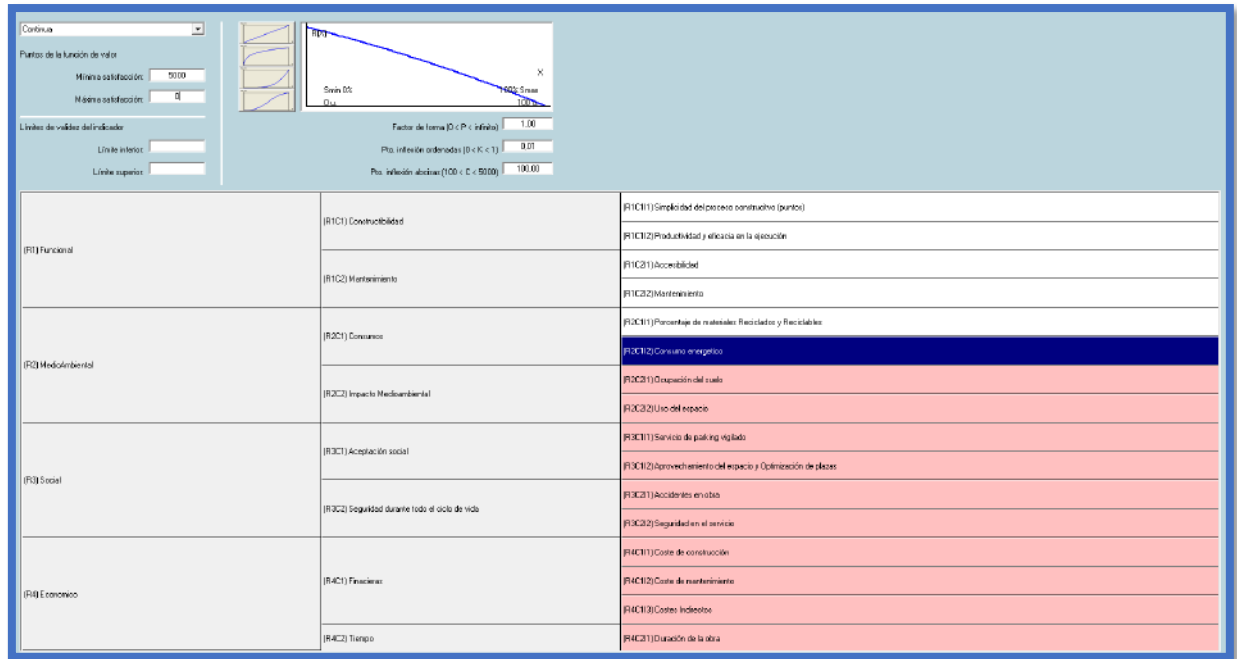 Continua
Puntos de la función de valor
Mínima satisfacción: 5000
Máxima satisfacción: 0
Límites de validez del indicador
Límite inferior:
Límite superior:
X
Smin 0%
100% Smax
Factor de forma (0 < P < infinito) 1,00
Pto. inflexión ordenadas (0 < K < 1) 0,01
Pto. inflexión abcisas (100 < C < 5000) 100,00
(R1) Funcional
(R1C1) Constructibilidad
(R1C1I1) Simplicidad del proceso constructivo (puntos)
(R1C1I2) Productividad y eficacia en la ejecución
(R1C2) Mantenimiento
(R1C2I1) Accesibilidad
(R1C2I2) Mantenimiento
(R2) MedioAmbiental
(R2C1) Consumos
(R2C1I1) Porcentaje de materiales Reciclados y Reciclables
(R2C1I2) Consumo energetico
(R2C2) Impacto Medioambiental
(R2C2I1) Ocupación del suelo
(R2C2I2) Uso del espacio
(R3) Social
(R3C1) Aceptación social
(R3C1I1) Servicio de parking vigilado
(R3C1I2) Aprovechamiento del espacio y Optimización de plazas
(R3C2) Seguridad durante todo el ciclo de vida
(R3C2I1) Accidentes en obra
(R3C2I2) Seguridad en el servicio
(R4) Economico
(R4C1) Finacieras
(R4C1I1) Coste de construcción
(R4C1I2) Coste de mantenimiento
(R4C1I3) Costes Indirectos
(R4C2) Tiempo
(R4C2I1) Duración de la obra